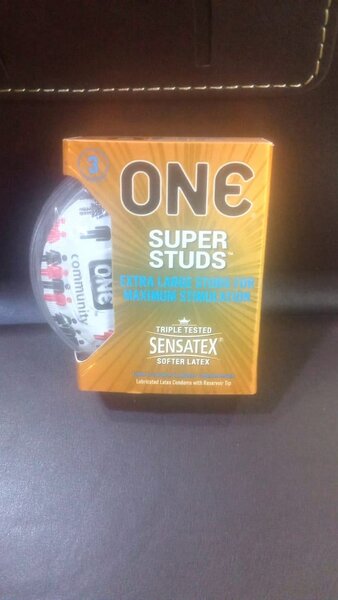 3
ONE
SUPER
STUDS™
EXTRA LARGE STUDS FOR
MAXIMUM STIMULATION
TRIPLE TESTED
SENSATEX®
SOFTER LATEX
Lubricated Latex Condoms with Reservoir Tip
community
ONE